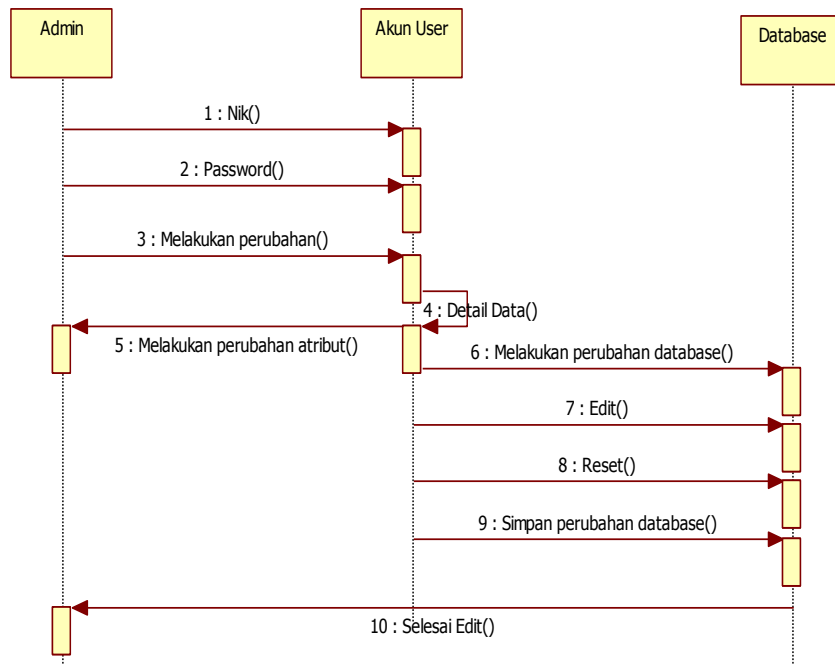 Admin
Akun User
Database
1 : Nik()
2 : Password()
3 : Melakukan perubahan()
4 : Detail Data()
5 : Melakukan perubahan atribut()
6 : Melakukan perubahan database()
7 : Edit()
8 : Reset()
9 : Simpan perubahan database()
10 : Selesai Edit()